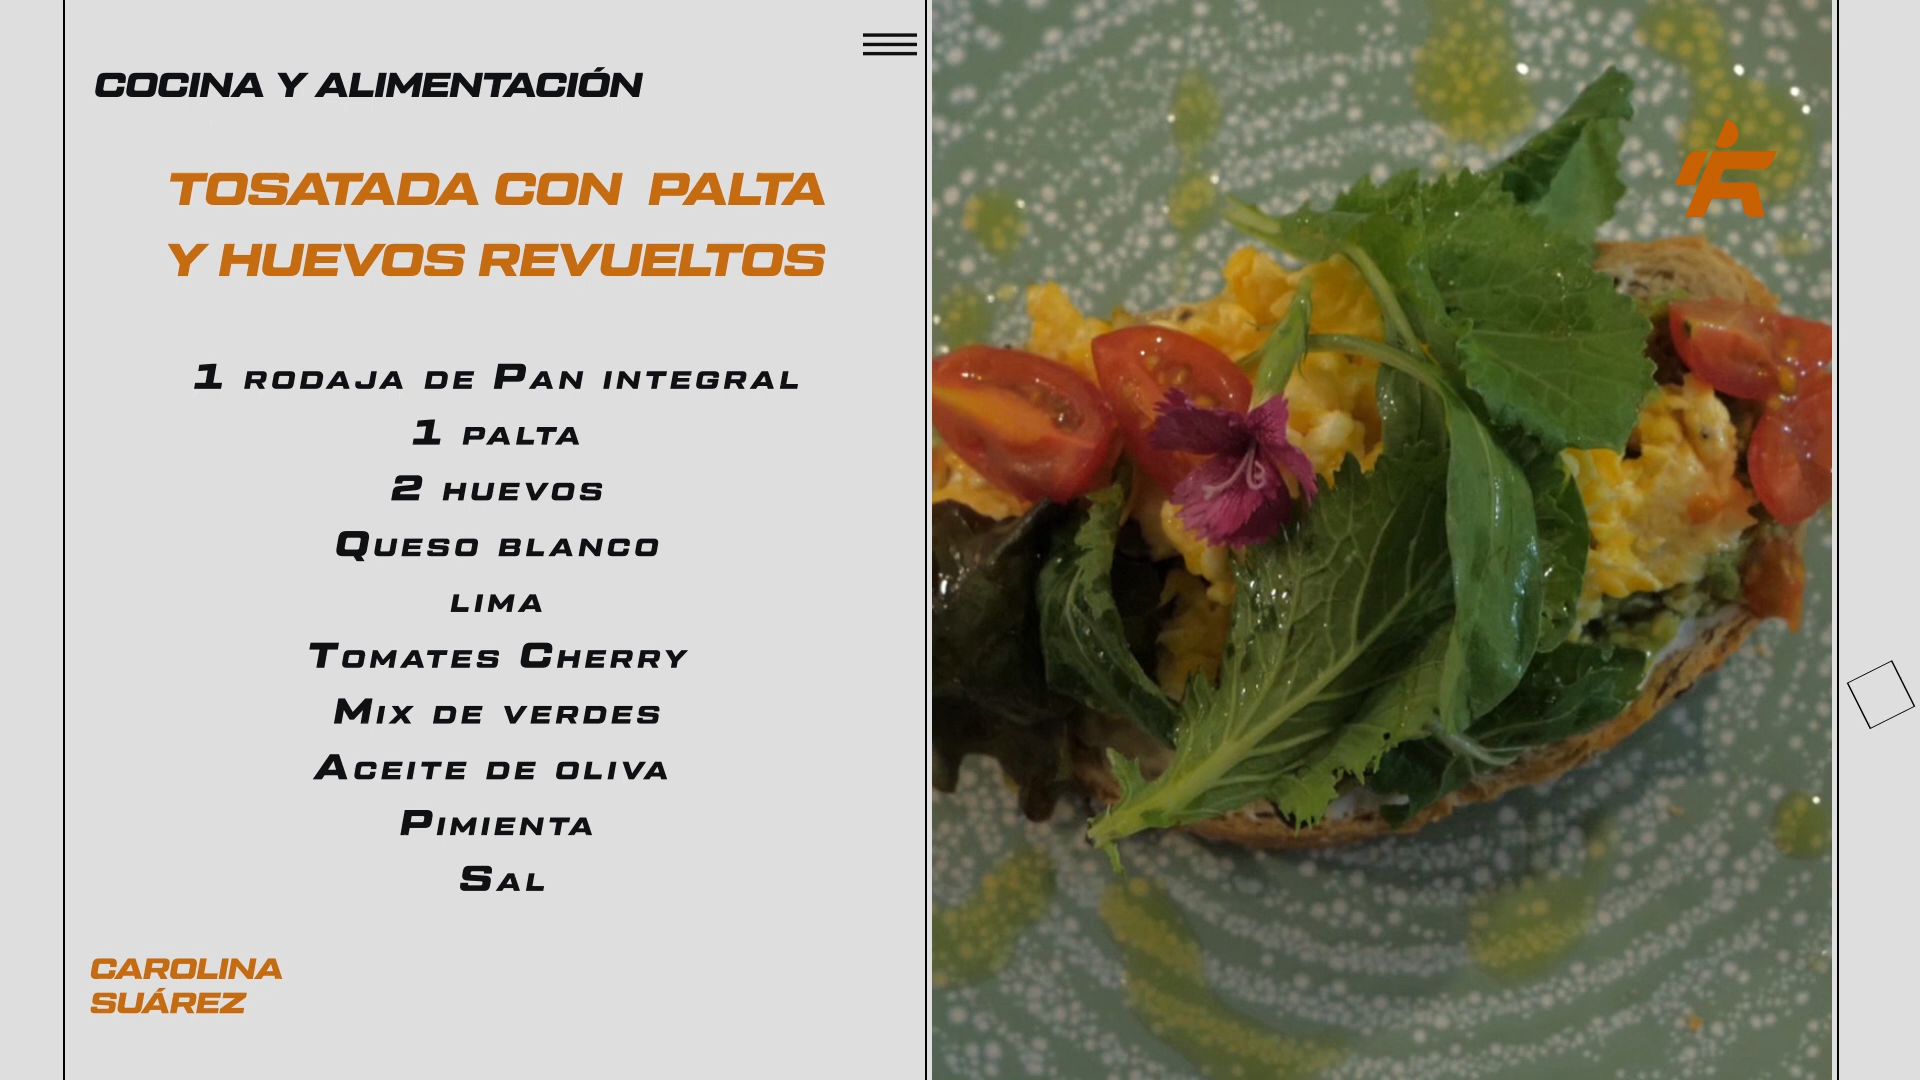 COCINA Y ALIMENTACIÓN
TOSATADA CON PALTA
Y HUEVOS REVUELTOS
1 RODAJA DE PAN INTEGRAL
1 PALTA
2 HUEVOS
QUESO BLANCO
LIMA
TOMATES CHERRY
MIX DE VERDES
ACEITE DE OLIVA
PIMIENTA
SAL
CAROLINA
SUÁREZ